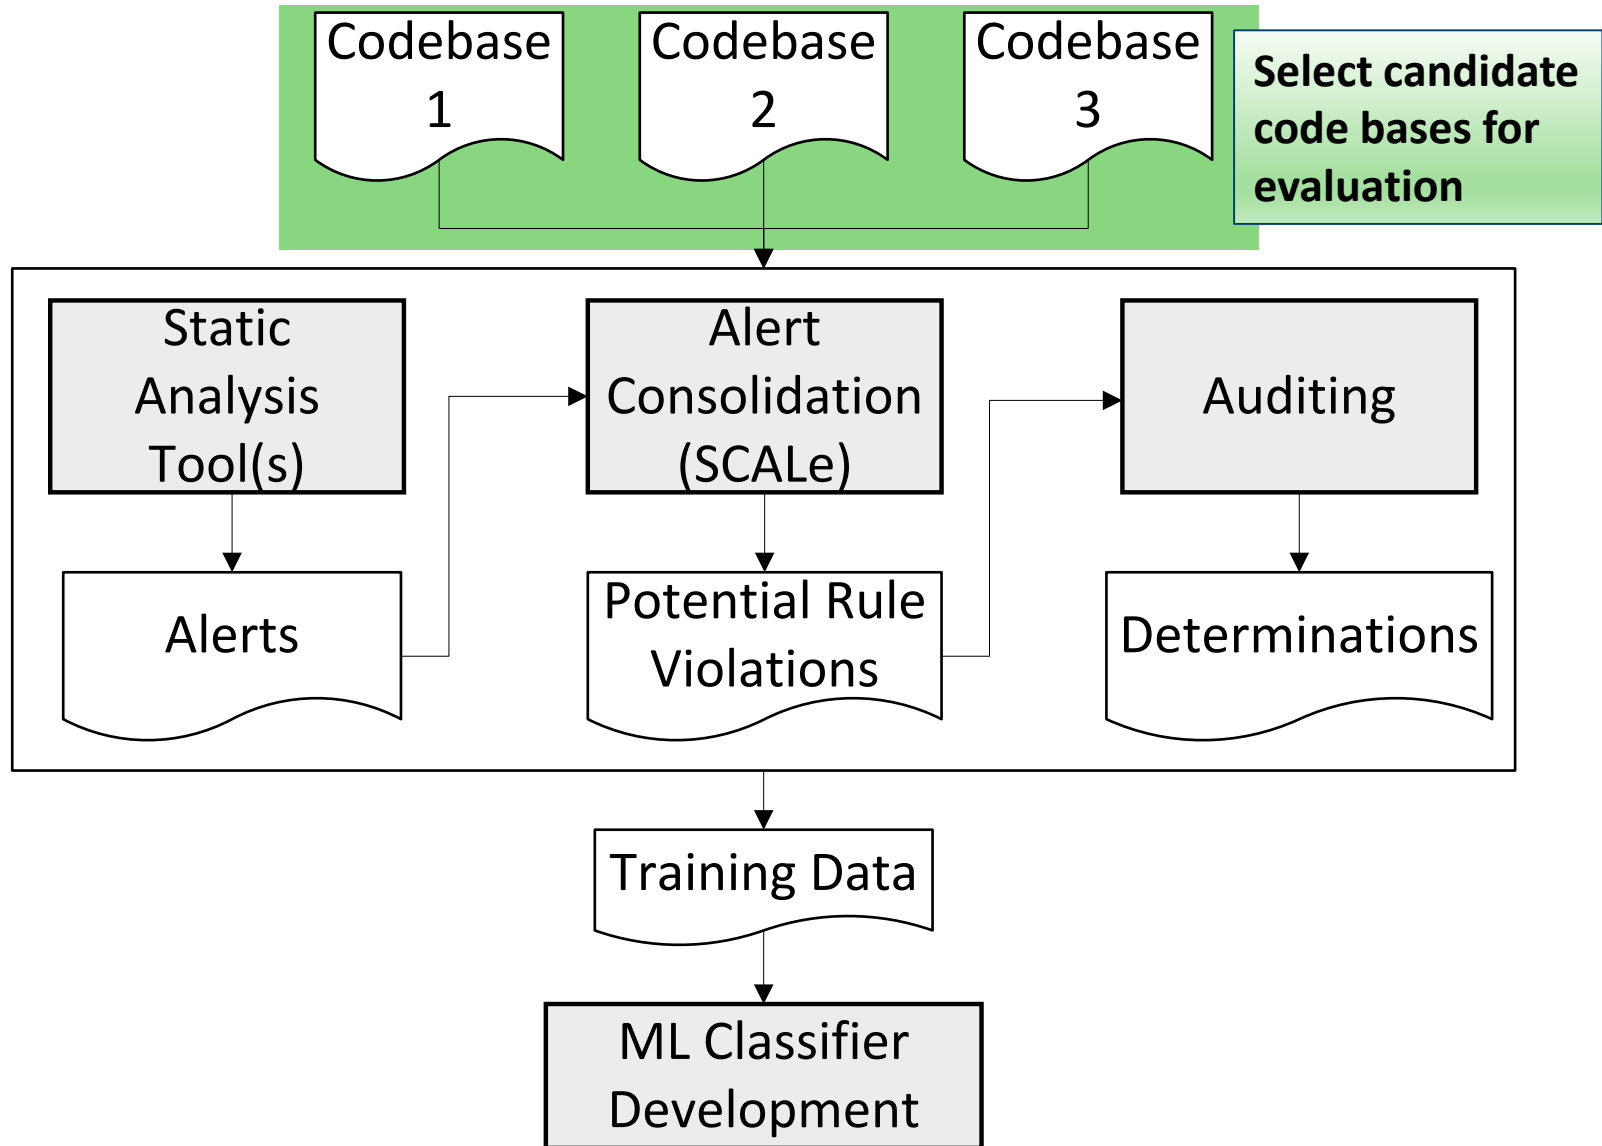 Codebase
1
Codebase
2
Codebase
3
Select candidate
code bases for
evaluation
Static
Analysis
Tool(s)
Alert
Consolidation
(SCALe)
Auditing
Alerts
Potential Rule
Violations
Determinations
Training Data
ML Classifier
Development